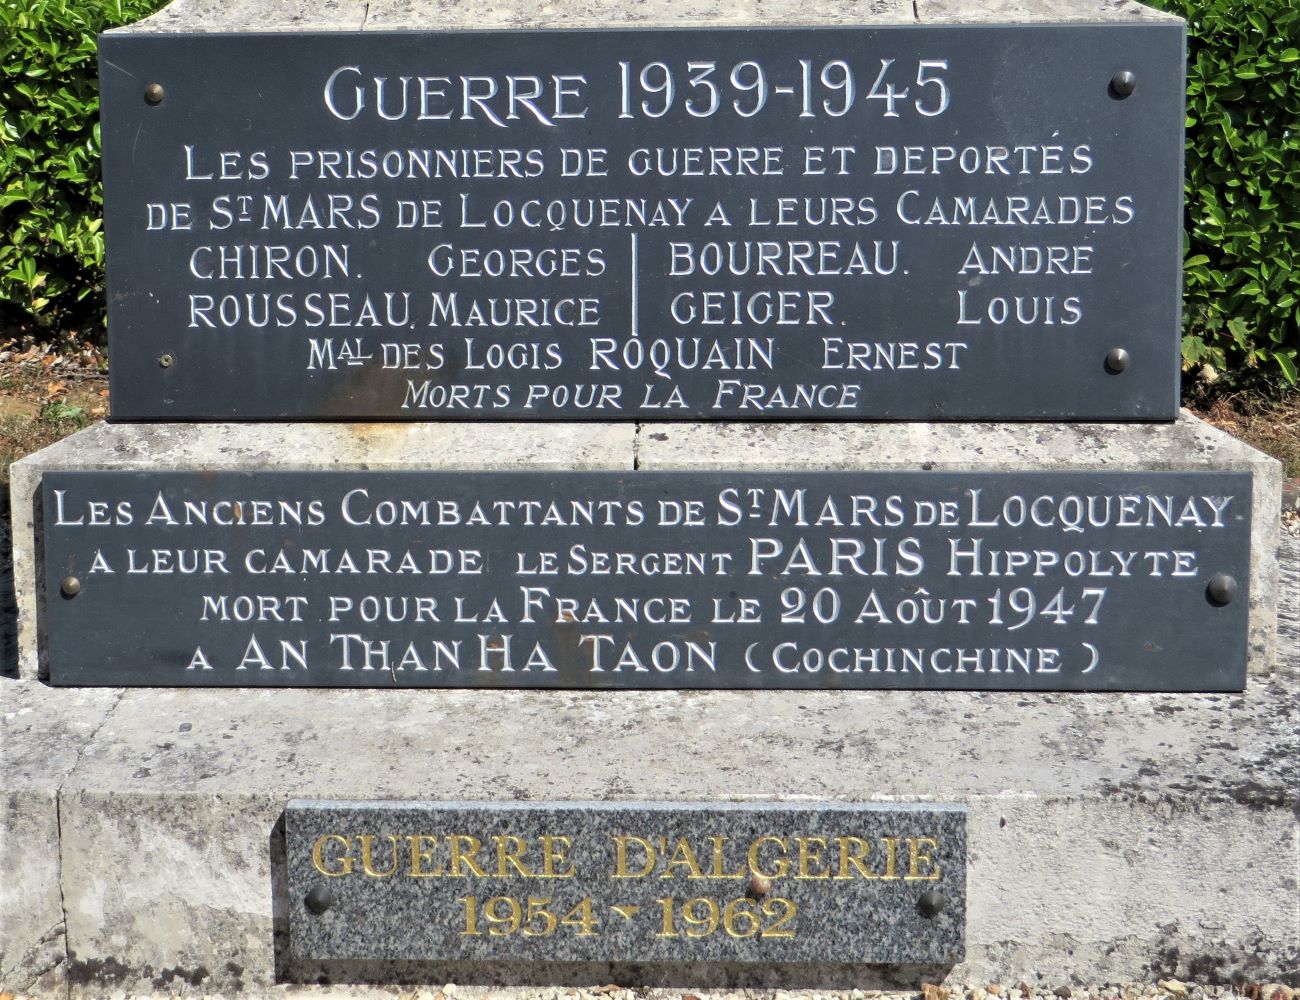 GUERRE 1939-1945
LES PRISONNIERS DE GUERRE ET DEPORTÉS
DE ST MARS DE LOCQUENAY A LEURS CAMARADES
CHIRON. GEORGES BOURREAU. ANDRE
ROUSSEAU. MAURICE GEIGER. LOUIS
MAL DES LOGIS ROQUAIN ERNEST
MORTS POUR LA FRANCE
LES ANCIENS COMBATTANTS DE ST MARS DE LOCQUENAY
A LEUR CAMARADE LE SERGENT PARIS HIPPOLYTE
MORT POUR LA FRANCE LE 20 AOÛT 1947
A AN THAN HA TAON (COCHINCHINE)
GUERRE D'ALGERIE
1954 - 1962